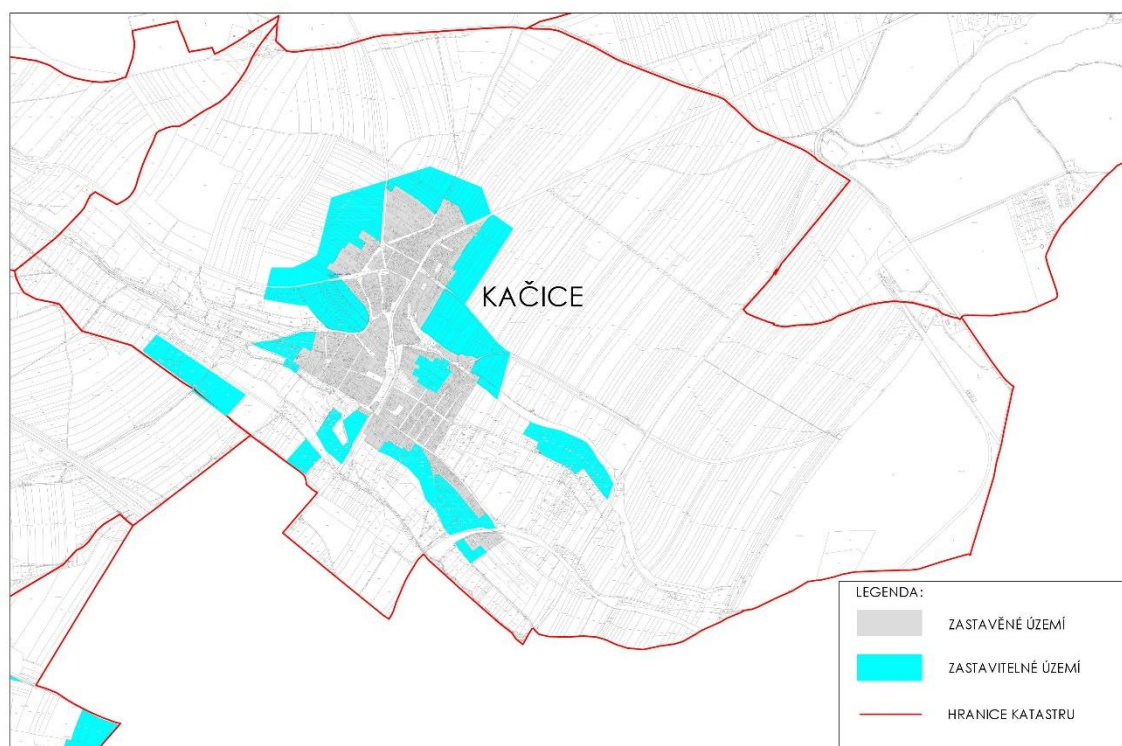 KAČICE
LEGENDA:
ZASTAVĚNÉ ÚZEMÍ
ZASTAVITELNÉ ÚZEMÍ
HRANICE KATASTRU